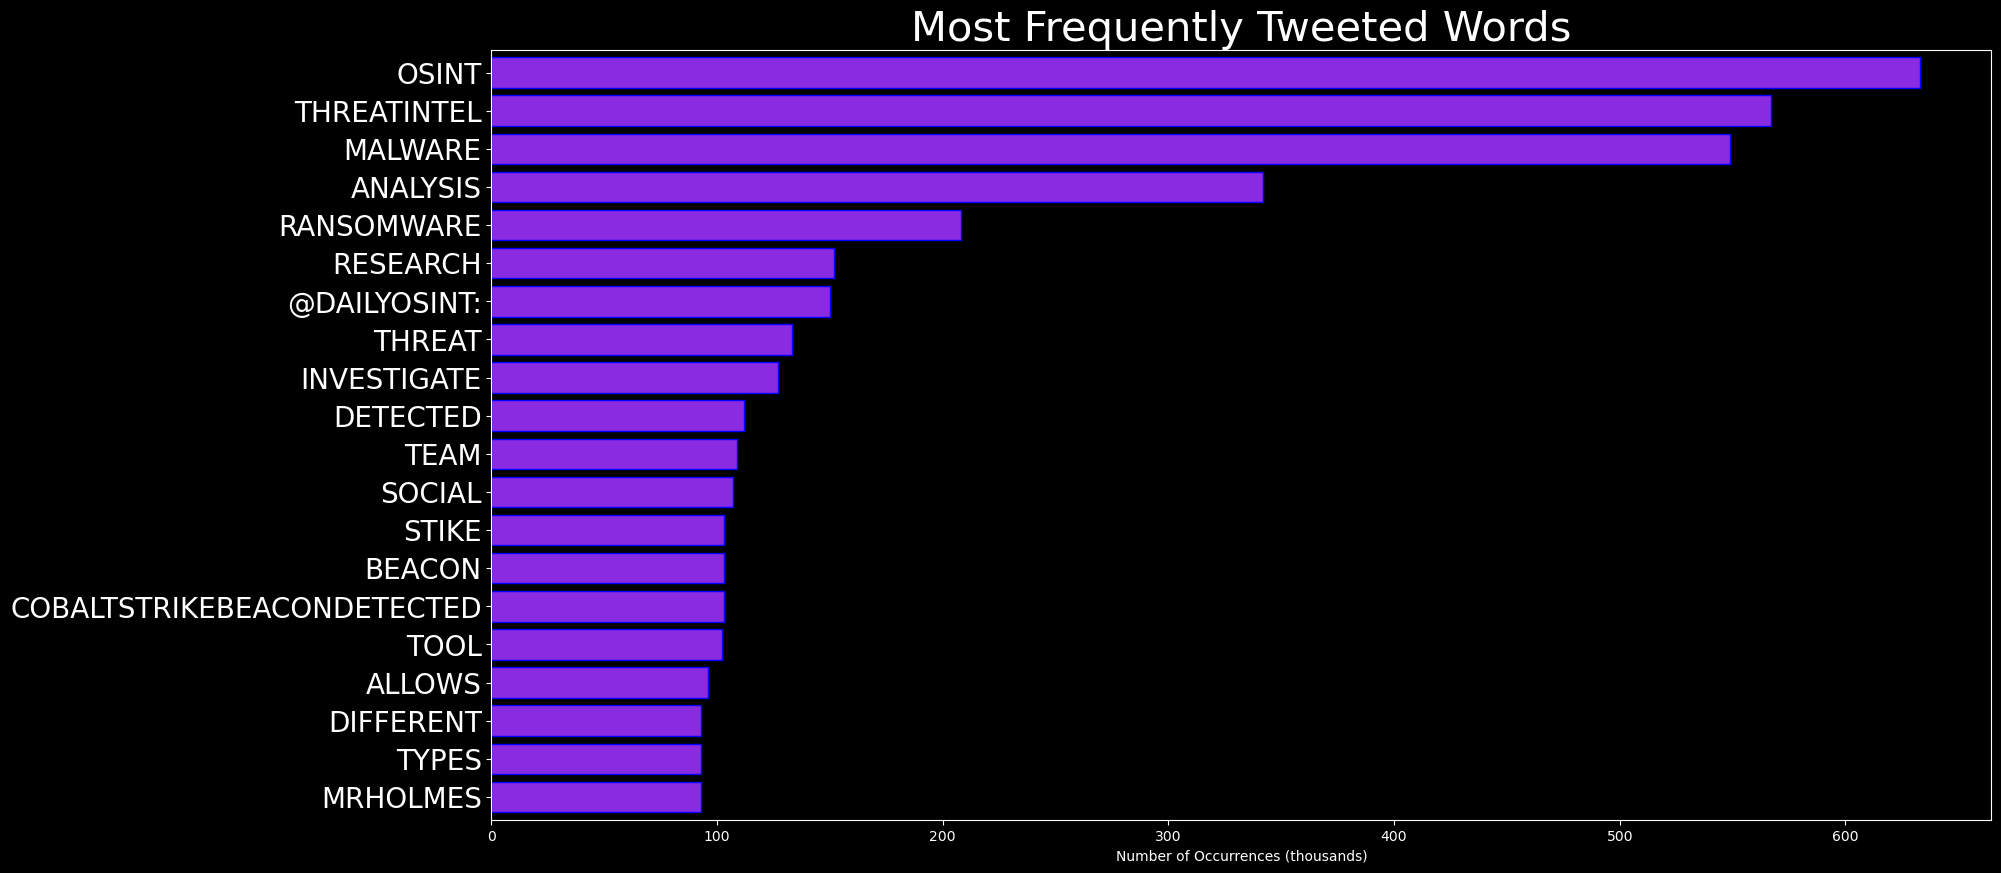 Most Frequently Tweeted Words
OSINT
THREATINTEL
MALWARE
ANALYSIS
RANSOMWARE
RESEARCH
@DAILYOSINT:
THREAT
INVESTIGATE
DETECTED
TEAM
SOCIAL
STIKE
BEACON
COBALTSTRIKEBEACONDETECTED
TOOL
ALLOWS
DIFFERENT
TYPES
MRHOLMES
0 100 200 300 400 500 600
Number of Occurrences (thousands)